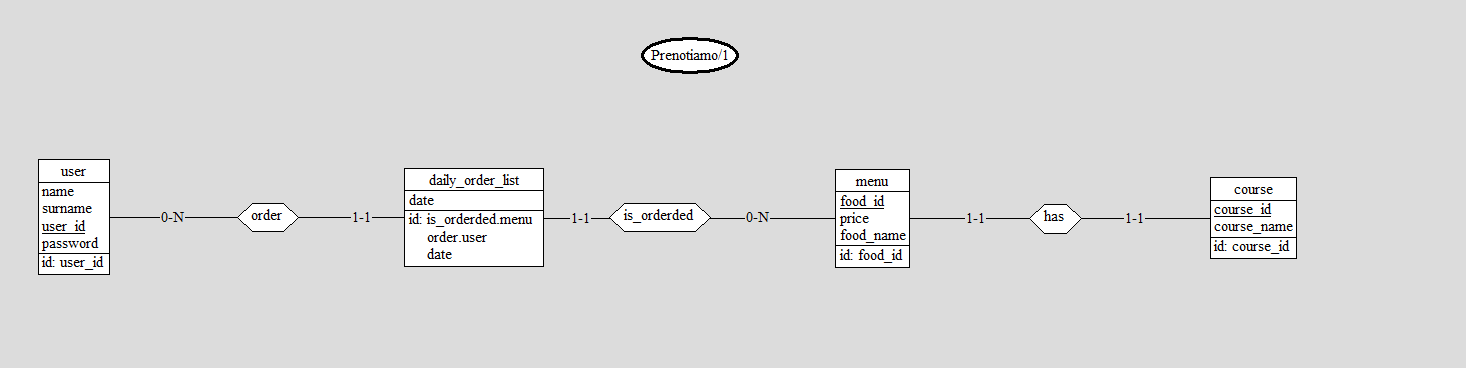 Prenotiamo/1
user
name
surname
user_id
password
id: user_id
0-N
order
1-1
daily_order_list
date
id: is_orderded.menu
order.user
date
1-1
is_orderded
0-N
menu
food_id
price
food_name
id: food_id
1-1
has
1-1
course
course_id
course_name
id: course_id